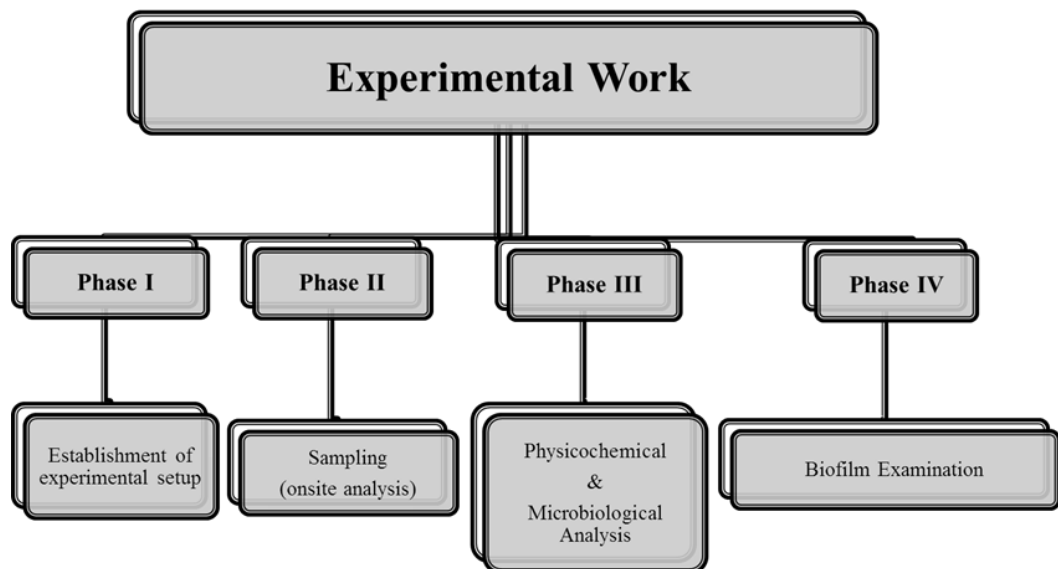 Experimental Work
Phase I
Phase II
Phase III
Phase IV
Establishment of
experimental setup
Sampling
(onsite analysis)
Physicochemical
&
Microbiological
Analysis
Biofilm Examination